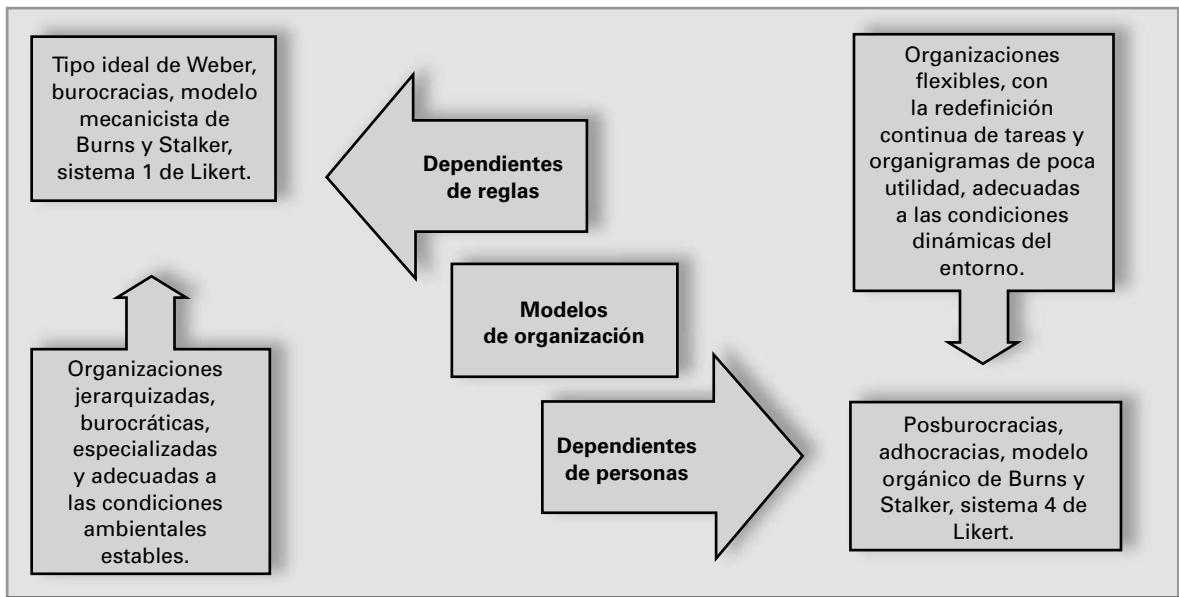 Tipo ideal de Weber,
burocracias, modelo
mecanicista de
Burns y Stalker,
sistema 1 de Likert.
Organizaciones
jerarquizadas,
burocráticas,
especializadas
y adecuadas a
las condiciones
ambientales
estables.
Dependientes
de reglas
Modelos
de organización
Dependientes
de personas
Organizaciones
flexibles, con
la redefinición
continua de tareas y
organigramas de poca
utilidad, adecuadas
a las condiciones
dinámicas del
entorno.
Posburocracias,
adhocracias, modelo
orgánico de Burns y
Stalker, sistema 4 de
Likert.